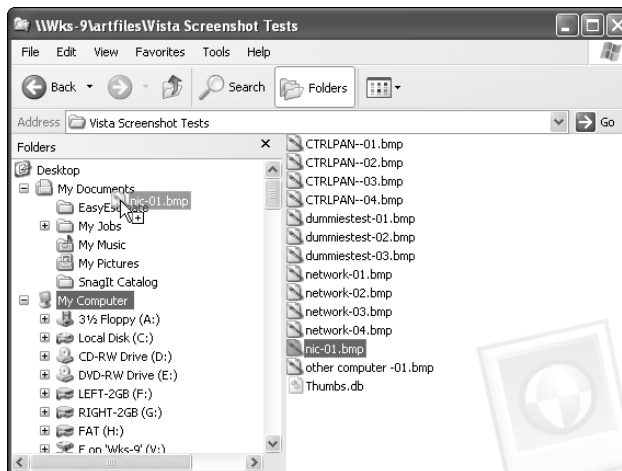 \\Wks-9\artfiles\Vista Screenshot Tests
File Edit View Favorites Tools Help
Back Search Folders
Address Vista Screenshot Tests Go
Folders
Desktop
My Documents
nic-01.bmp
My Jobs
My Music
My Pictures
SnagIt Catalog
My Computer
3½ Floppy (A:)
Local Disk (C:)
CD-RW Drive (D:)
DVD-RW Drive (E:)
LEFT-2GB (F:)
RIGHT-2GB (G:)
FAT (H:)
F on 'Wks-9' (V:)
CTRLPAN--01.bmp
CTRLPAN--02.bmp
CTRLPAN--03.bmp
CTRLPAN--04.bmp
dummiestest-01.bmp
dummiestest-02.bmp
dummiestest-03.bmp
network-01.bmp
network-02.bmp
network-03.bmp
network-04.bmp
nic-01.bmp
other computer -01.bmp
Thumbs.db